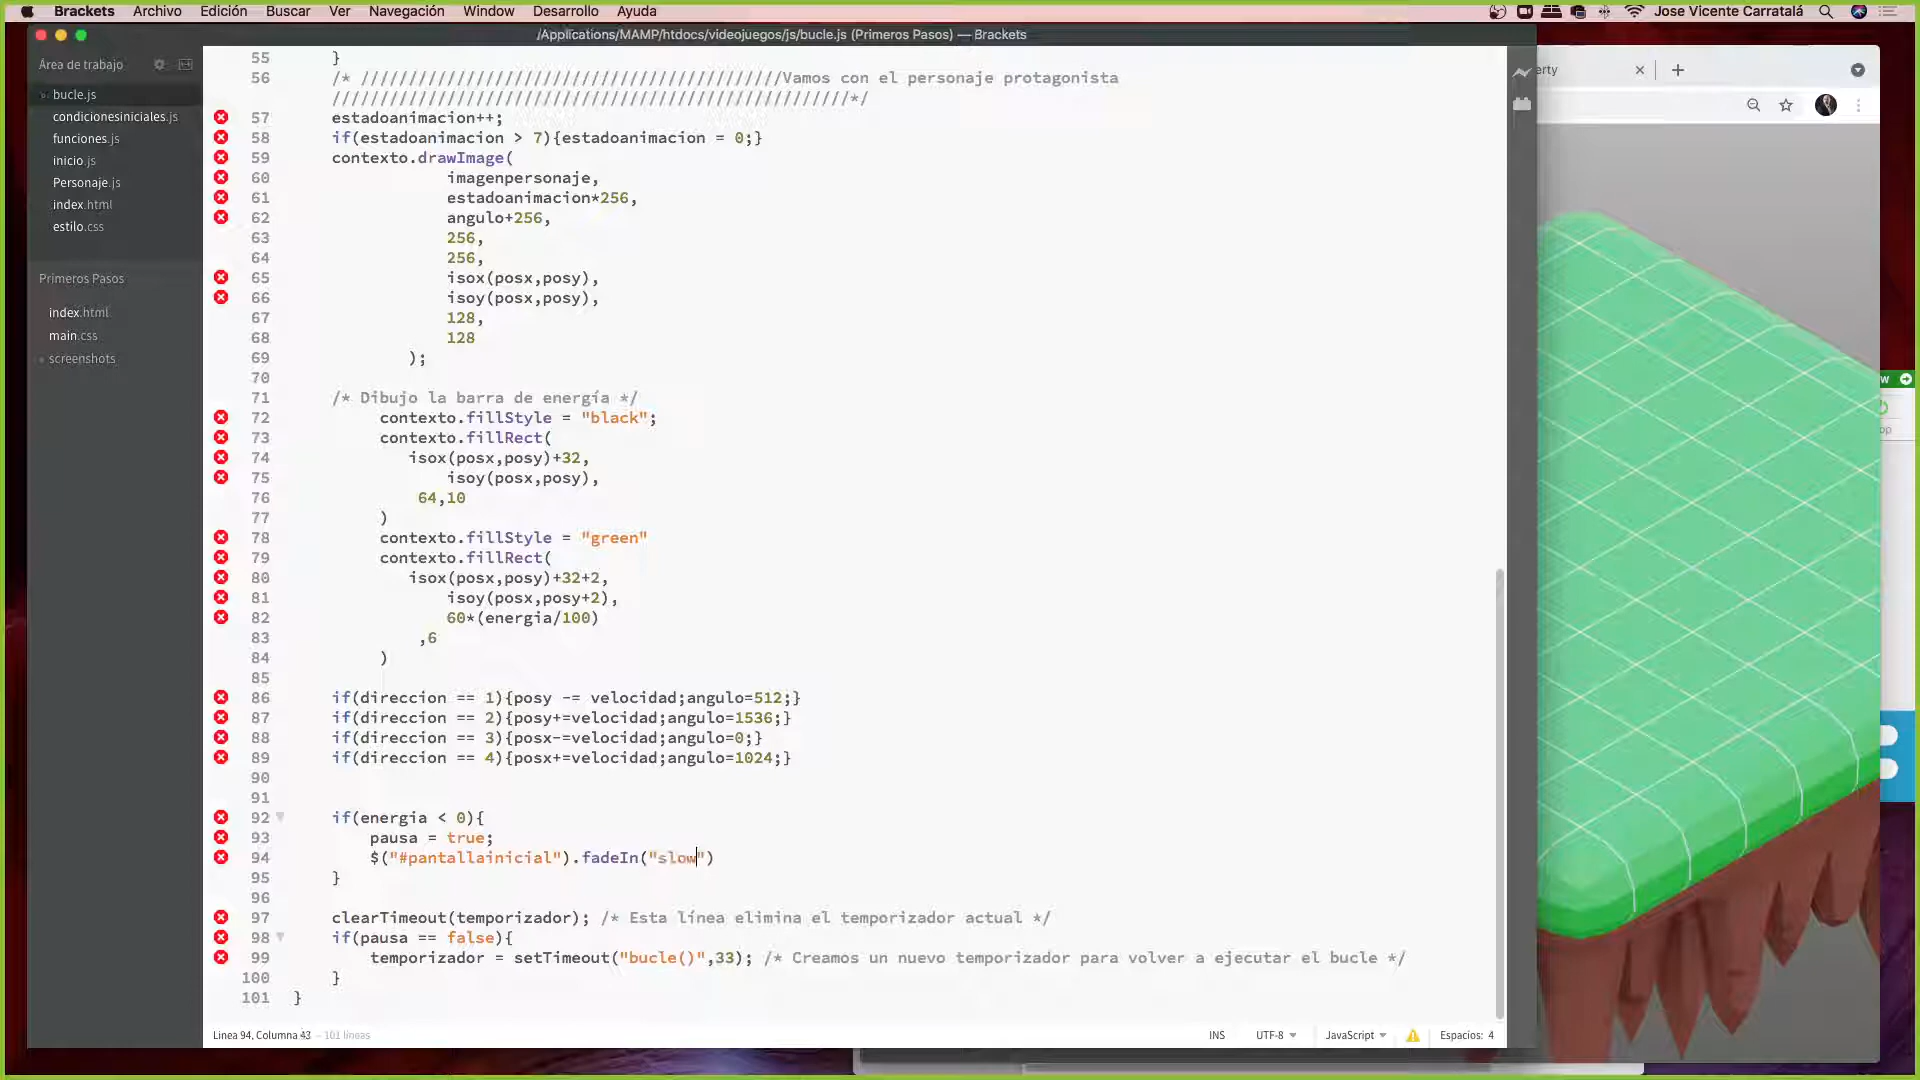 Brackets Archivo Edición Buscar Ver Navegación Window Desarrollo Ayuda Jose Vicente Carratalá
/Applications/MAMP/htdocs/videojuegos/js/bucle.js (Primeros Pasos) — Brackets
Área de trabajo
bucle.js
condicionesiniciales.js
funciones.js
inicio.js
Personaje.js
index.html
estilo.css
Primeros Pasos
index.html
main.css
screenshots
55 }
56 /* ////////////////////////////////////////////Vamos con el personaje protagonista
//////////////////////////////////////////////////////*/
57 estadoanimacion++;
58 if(estadoanimacion > 7){estadoanimacion = 0;}
59 contexto.drawImage(
60 imagenpersonaje,
61 estadoanimacion*256,
62 angulo+256,
63 256,
64 256,
65 isox(posx,posy),
66 isoy(posx,posy),
67 128,
68 128
69 );
70
71 /* Dibujo la barra de energía */
72 contexto.fillStyle = "black";
73 contexto.fillRect(
74 isox(posx,posy)+32,
75 isoy(posx,posy),
76 64,10
77 )
78 contexto.fillStyle = "green"
79 contexto.fillRect(
80 isox(posx,posy)+32+2,
81 isoy(posx,posy+2),
82 60*(energia/100)
83 ,6
84 )
85
86 if(direccion == 1){posy -= velocidad;angulo=512;}
87 if(direccion == 2){posy+=velocidad;angulo=1536;}
88 if(direccion == 3){posx-=velocidad;angulo=0;}
89 if(direccion == 4){posx+=velocidad;angulo=1024;}
90
91
92 if(energia < 0){
93 pausa = true;
94 $("#pantallainicial").fadeIn("slow")
95 }
96
97 clearTimeout(temporizador); /* Esta línea elimina el temporizador actual */
98 if(pausa == false){
99 temporizador = setTimeout("bucle()",33); /* Creamos un nuevo temporizador para volver a ejecutar el bucle */
100 }
101 }
Línea 94, Columna 43 — 101 líneas INS UTF-8 JavaScript Espacios: 4
erty
w
op